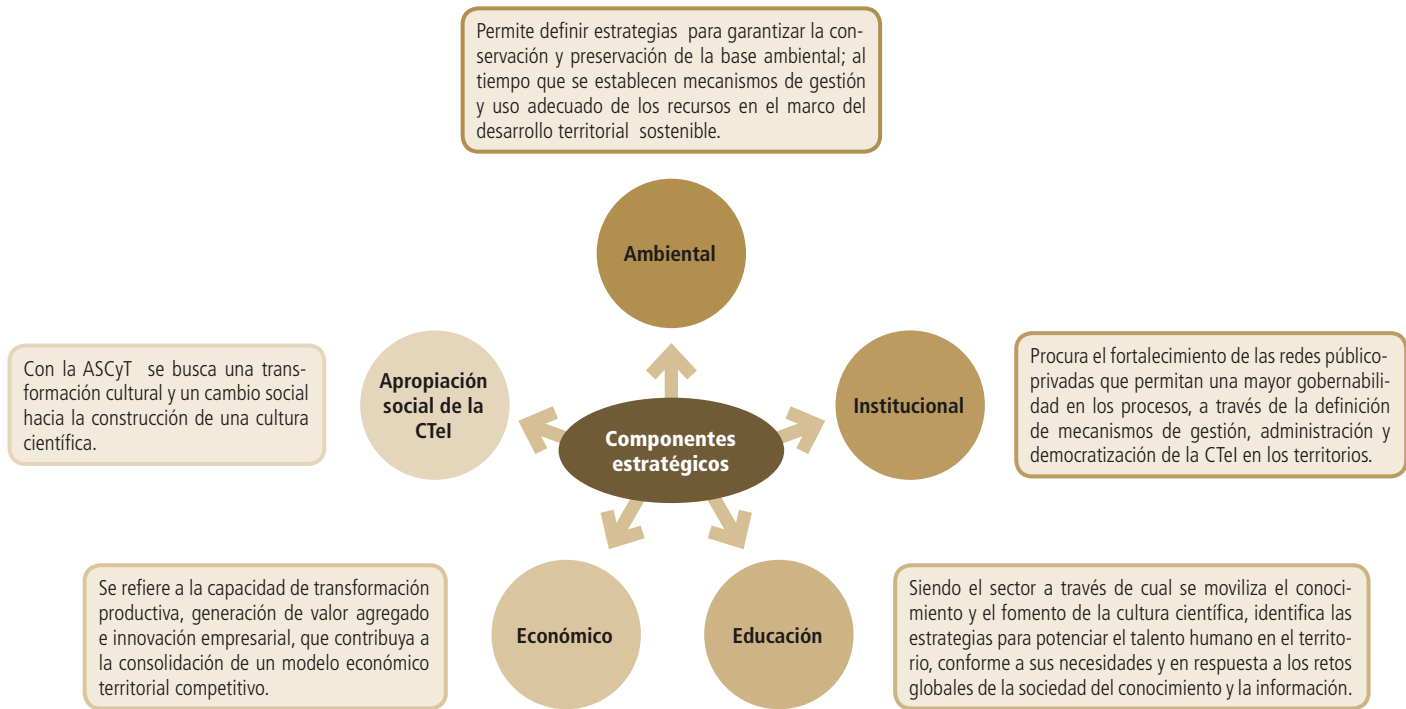 Permite definir estrategias para garantizar la con-
servación y preservación de la base ambiental; al
tiempo que se establecen mecanismos de gestión
y uso adecuado de los recursos en el marco del
desarrollo territorial sostenible.
Ambiental
Con la ASCyT se busca una trans-
formación cultural y un cambio social
hacia la construcción de una cultura
científica.
Apropiación
social de la
CTeI
Componentes
estratégicos
Institucional
Procura el fortalecimiento de las redes público-
privadas que permitan una mayor gobernabili-
dad en los procesos, a través de la definición
de mecanismos de gestión, administración y
democratización de la CTeI en los territorios.
Se refiere a la capacidad de transformación
productiva, generación de valor agregado
e innovación empresarial, que contribuya a
la consolidación de un modelo económico
territorial competitivo.
Económico
Educación
Siendo el sector a través de cual se moviliza el conoci-
miento y el fomento de la cultura científica, identifica las
estrategias para potenciar el talento humano en el territo-
rio, conforme a sus necesidades y en respuesta a los retos
globales de la sociedad del conocimiento y la información.